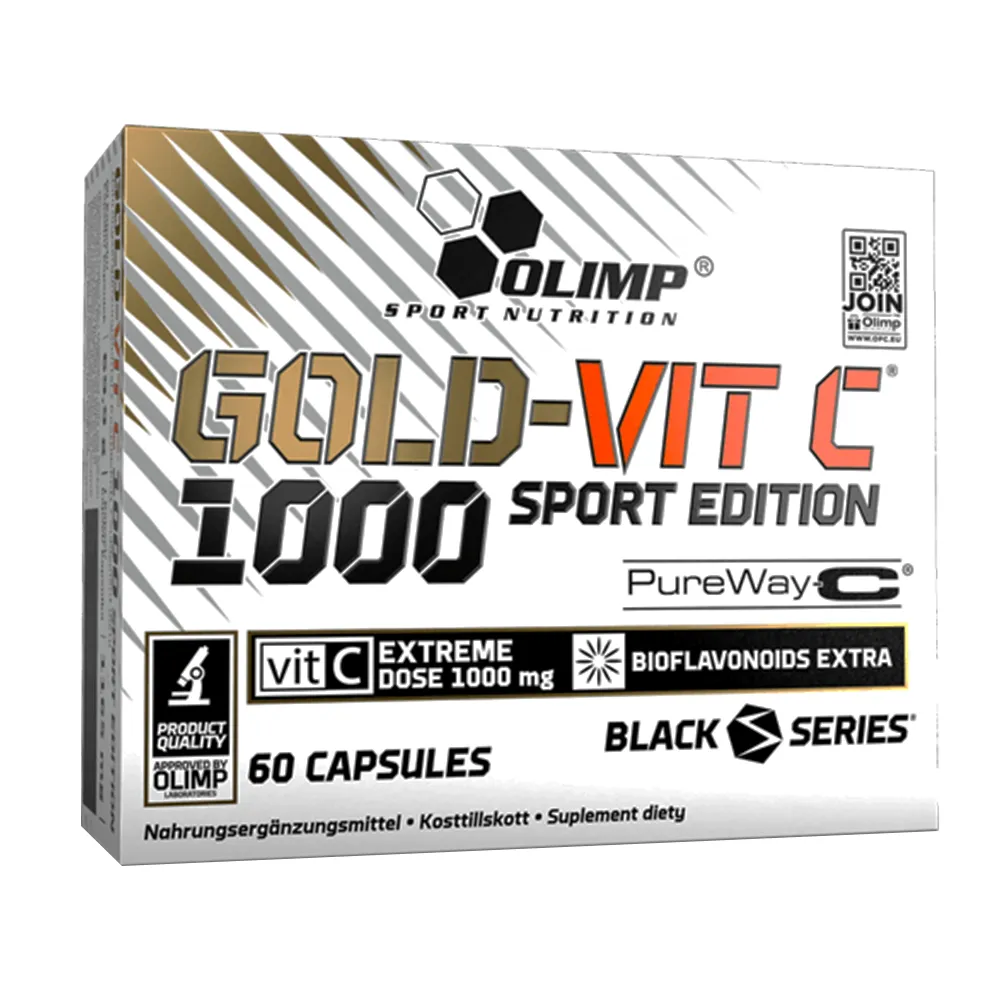 OLIMP®
SPORT NUTRITION
JOIN
Olimp
WWW.OPC.EU
GOLD-VIT C®
1000 SPORT EDITION
PureWay-C®
vit C EXTREME
DOSE 1000 mg
BIOFLAVONOIDS EXTRA
PRODUCT
QUALITY
APPROVED BY
OLIMP
LABORATORIES
60 CAPSULES
BLACK S SERIES®
Nahrungsergänzungsmittel • Kosttillskott • Suplement diety